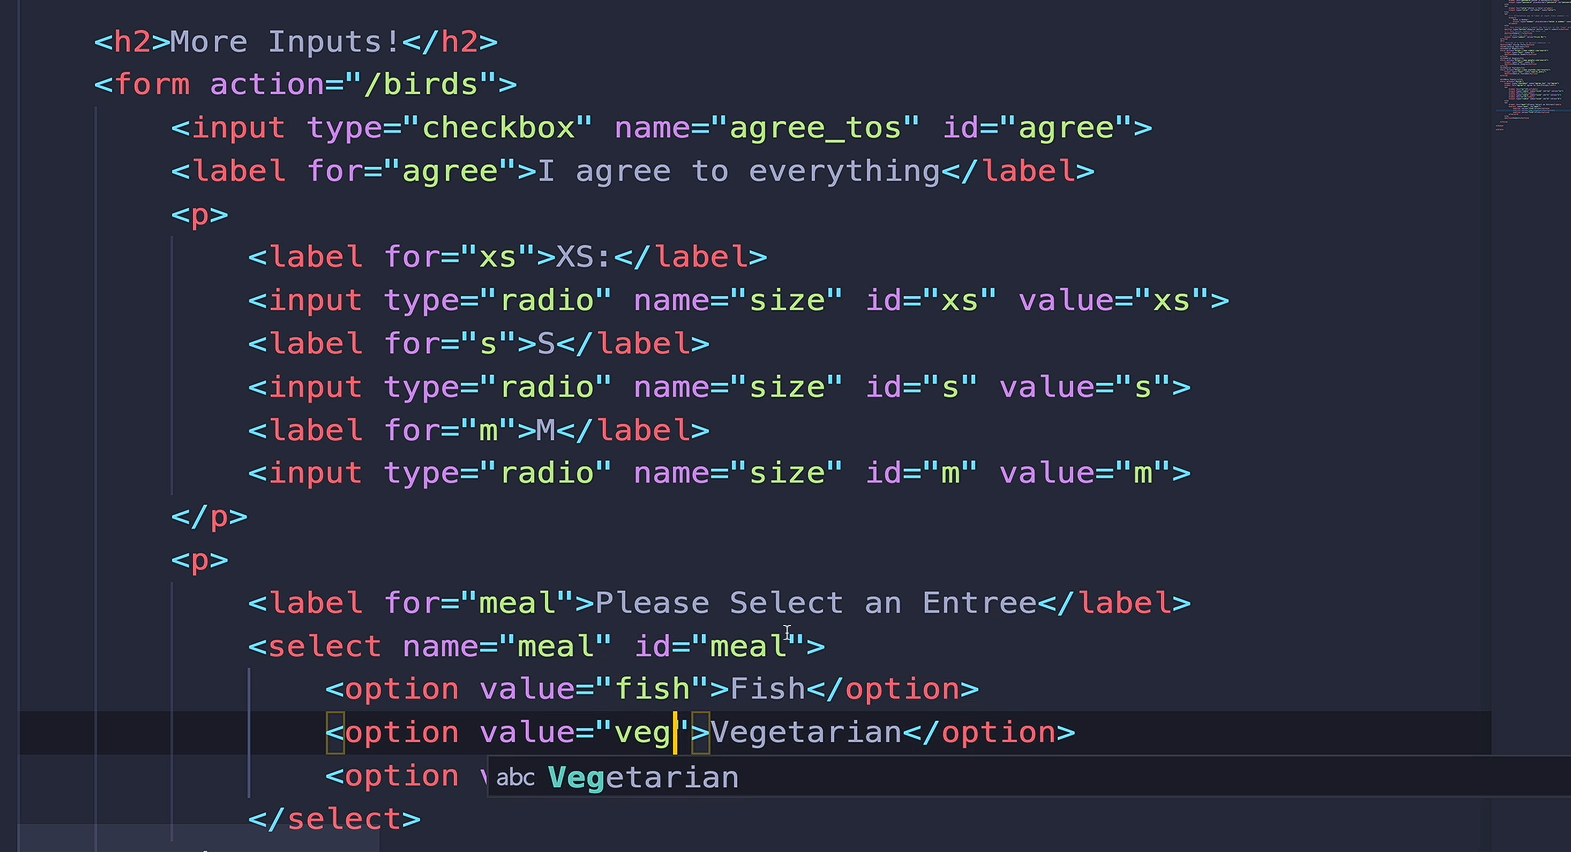 <h2>More Inputs!</h2>
<form action="/birds">
<input type="checkbox" name="agree_tos" id="agree">
<label for="agree">I agree to everything</label>
<p>
<label for="xs">XS:</label>
<input type="radio" name="size" id="xs" value="xs">
<label for="s">S</label>
<input type="radio" name="size" id="s" value="s">
<label for="m">M</label>
<input type="radio" name="size" id="m" value="m">
</p>
<p>
<label for="meal">Please Select an Entree</label>
<select name="meal" id="meal">
<option value="fish">Fish</option>
<option value="veg">Vegetarian</option>
<option
abc Vegetarian
</select>